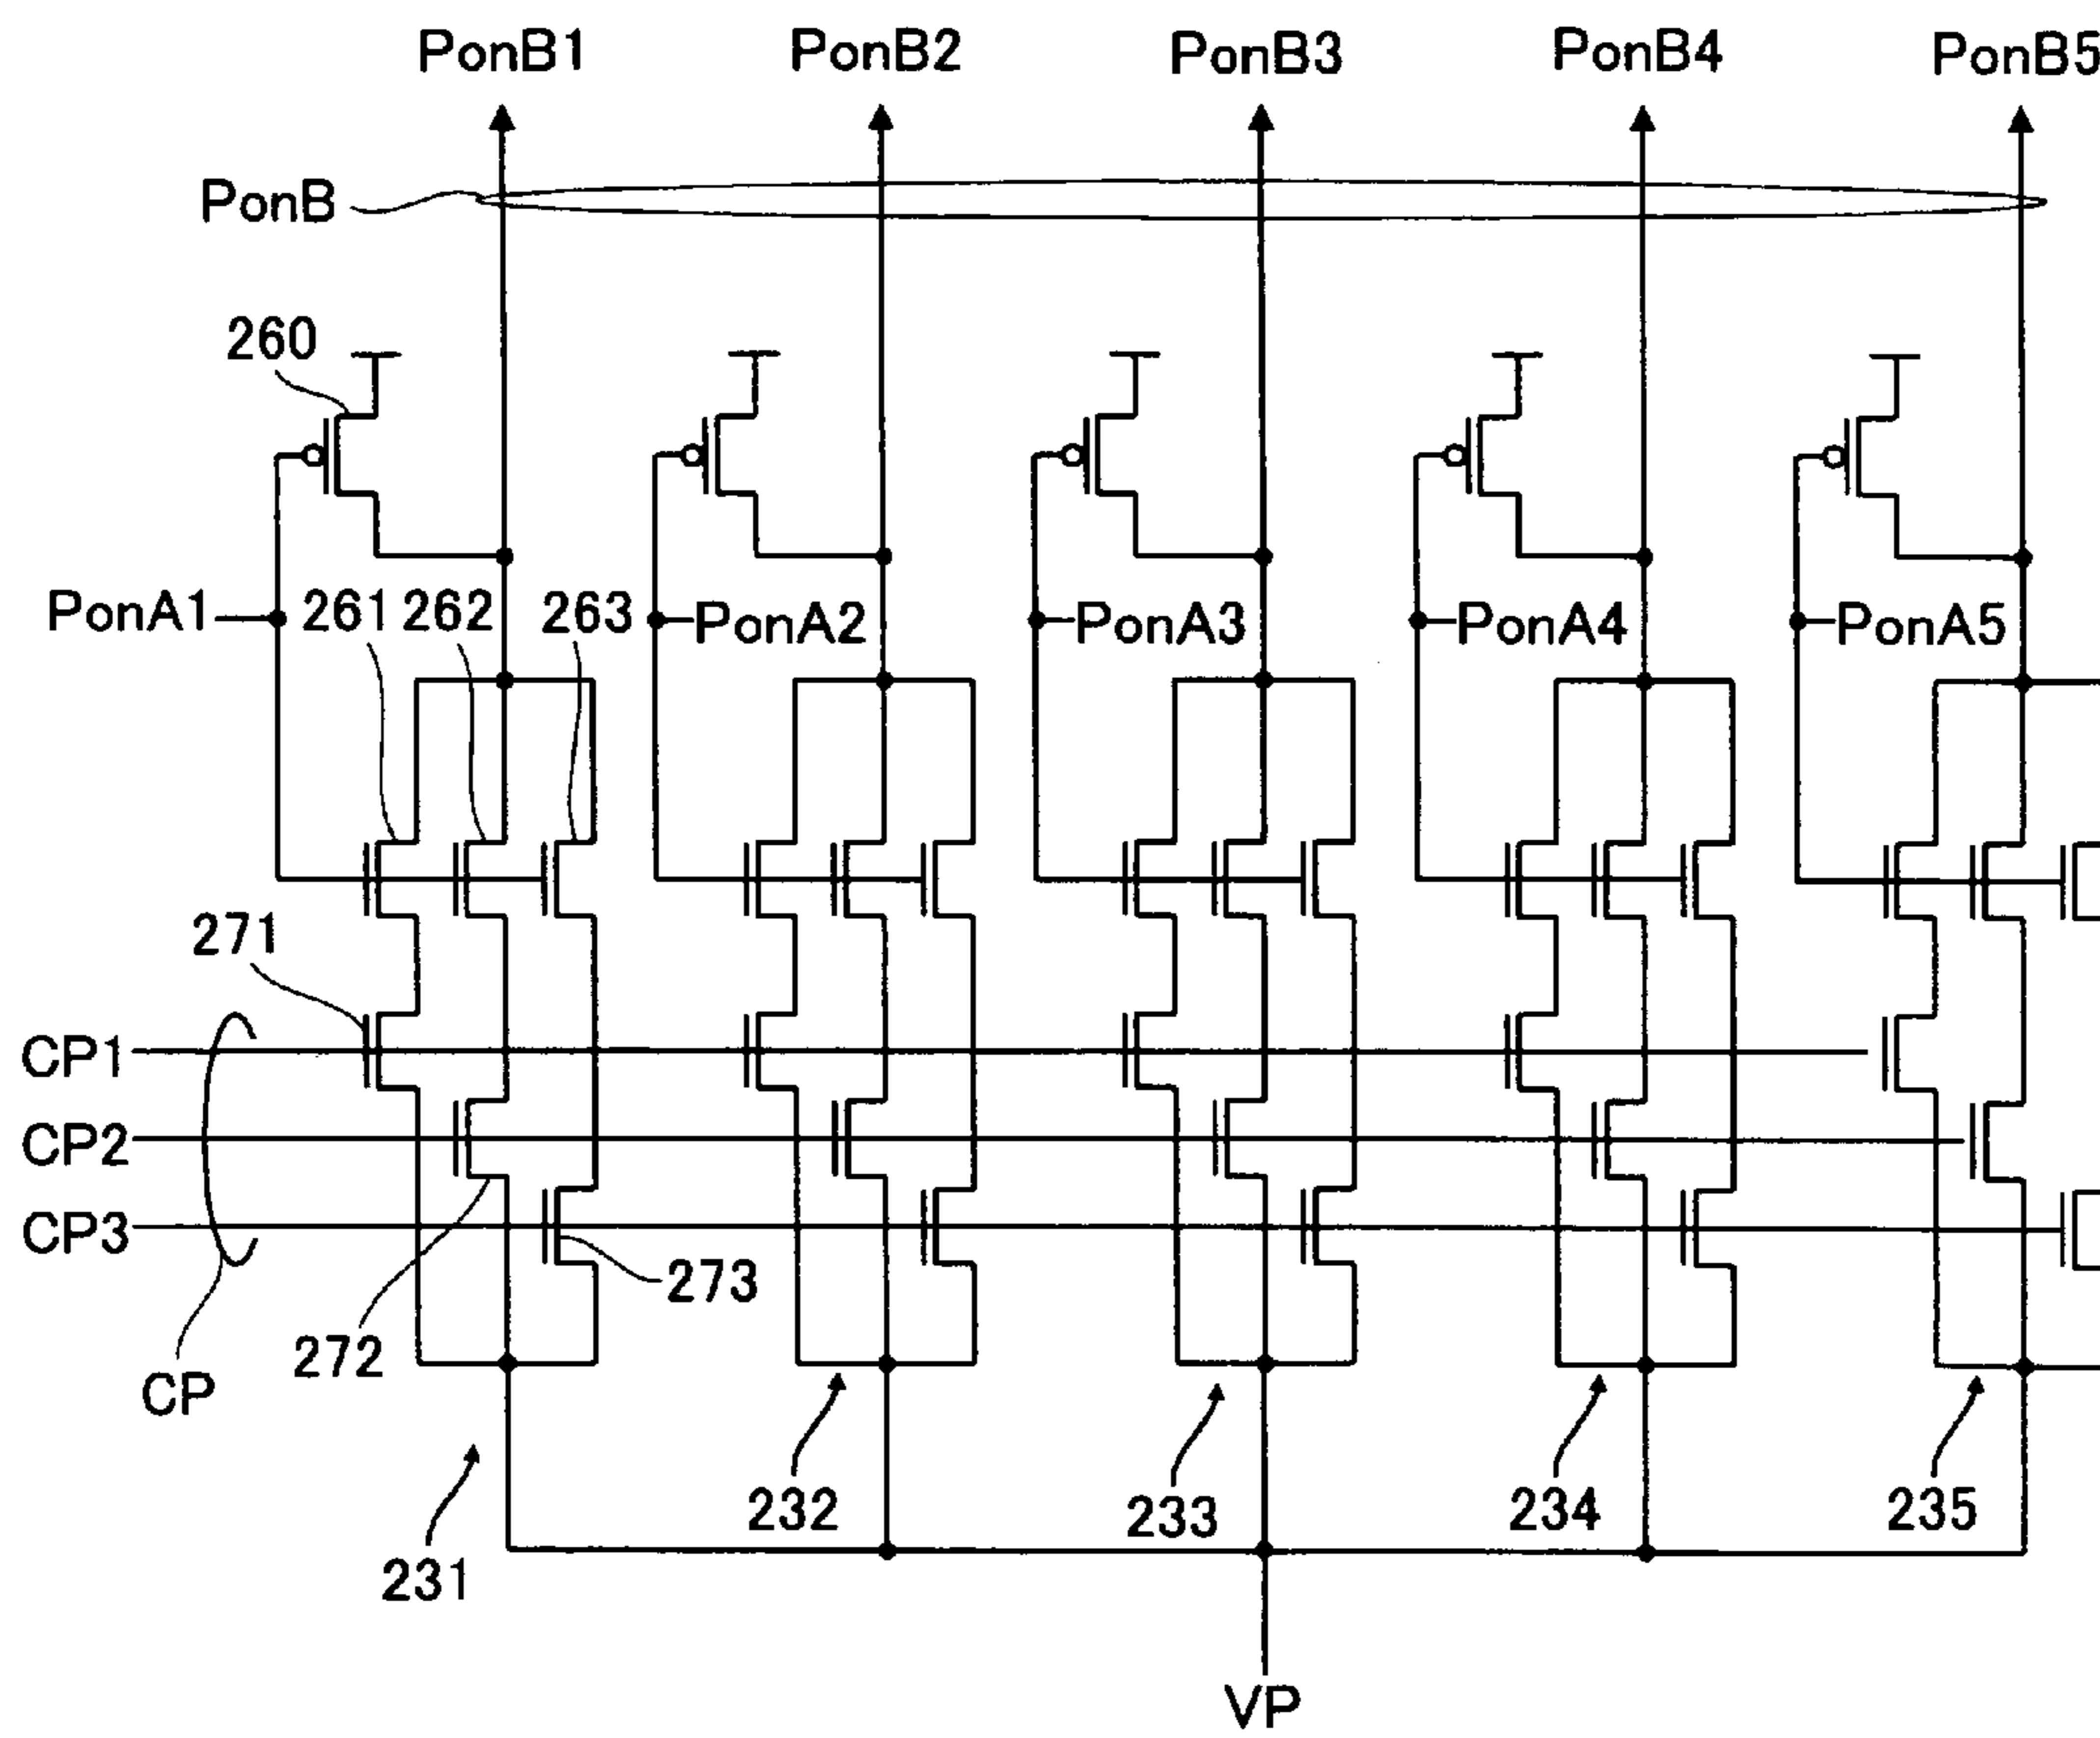 PonB1 PonB2 PonB3 PonB4 PonB5
PonB
260
PonA1 261 262 263 PonA2 PonA3 PonA4 PonA5
271
CP1
CP2
CP3
273
272
CP
232 233 234 235
231
VP